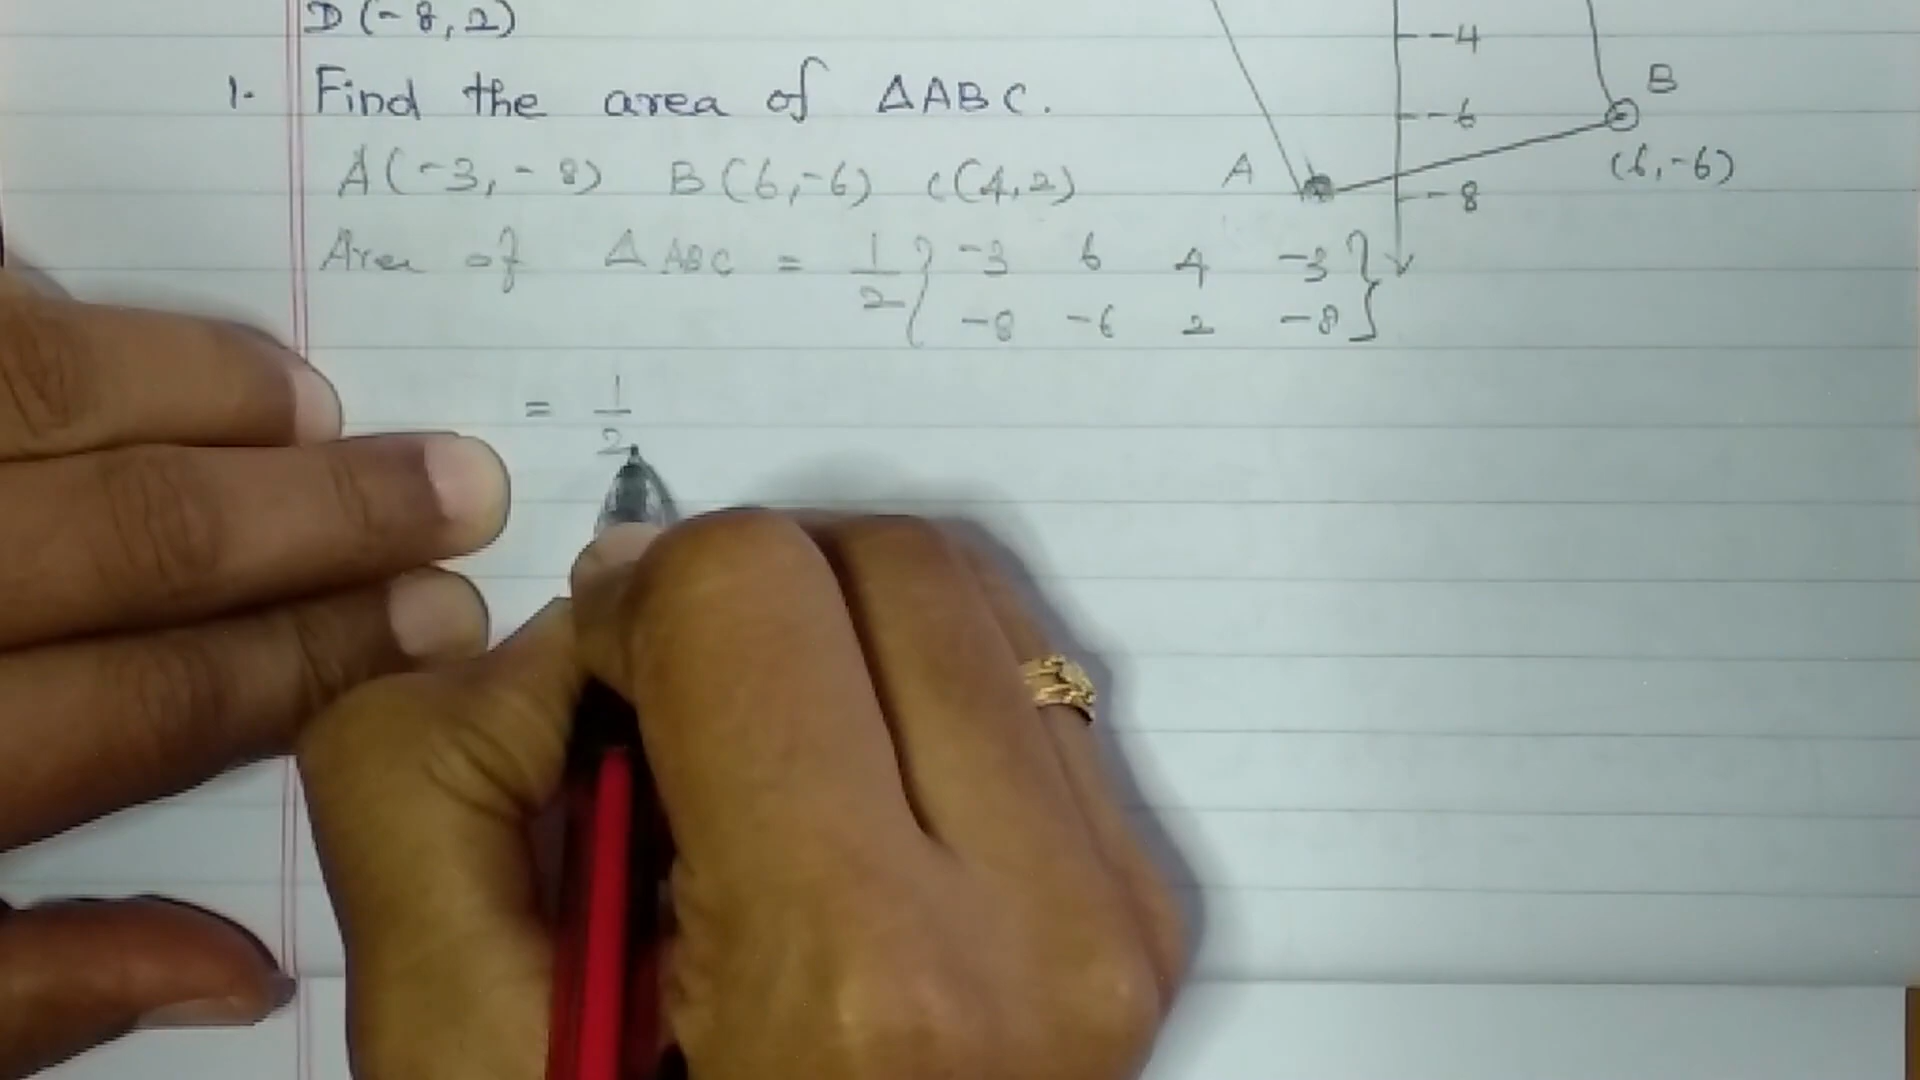 D(-8,2)
1. Find the area of ΔABC.
A(-3,-8) B(6,-6) C(4,2)
Area of ΔABC = 1/2 { -3 6 4 -3 }
-8 -6 2 -8
= 1/2
-4
-6
-8
B
(6,-6)
A